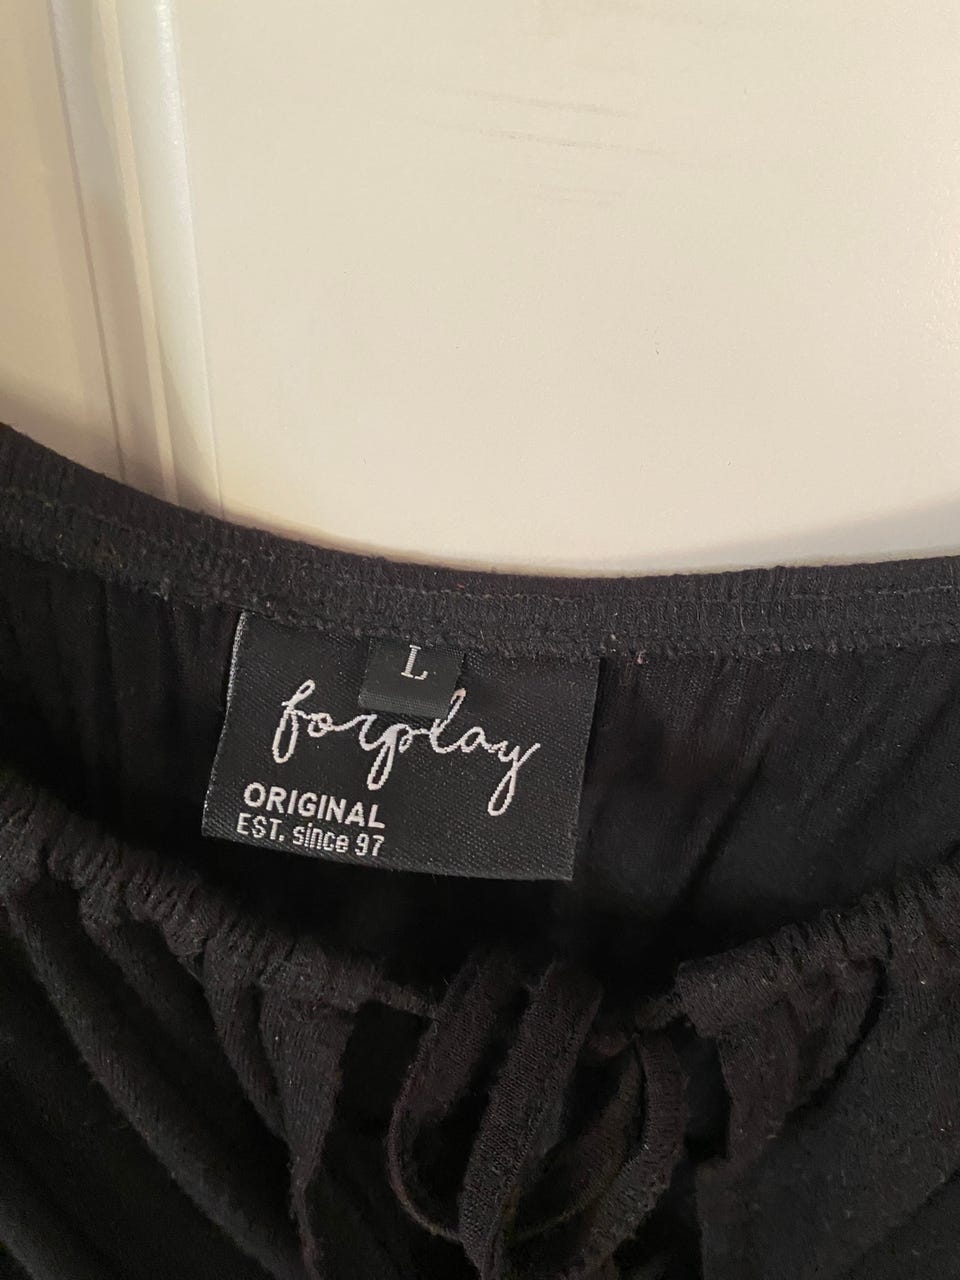 L
forplay
ORIGINAL
EST. since 97